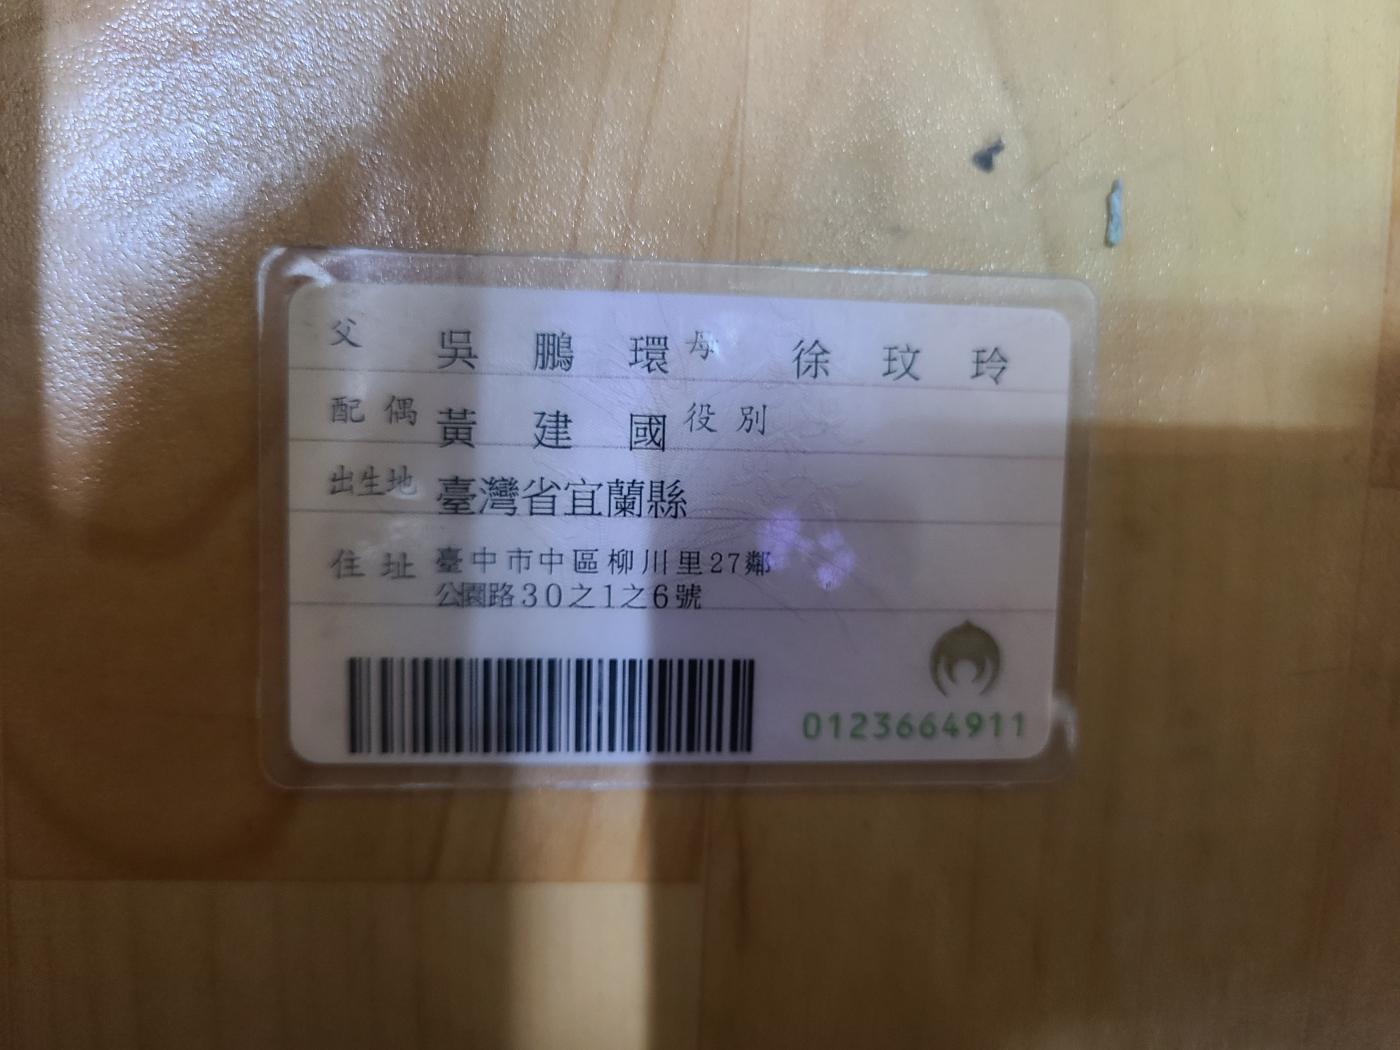 父 吳鵬環 母 徐玟玲
配偶 黃建國 役別
出生地 臺灣省宜蘭縣
住址 臺中市中區柳川里27鄰
公園路30之1之6號
0123664911